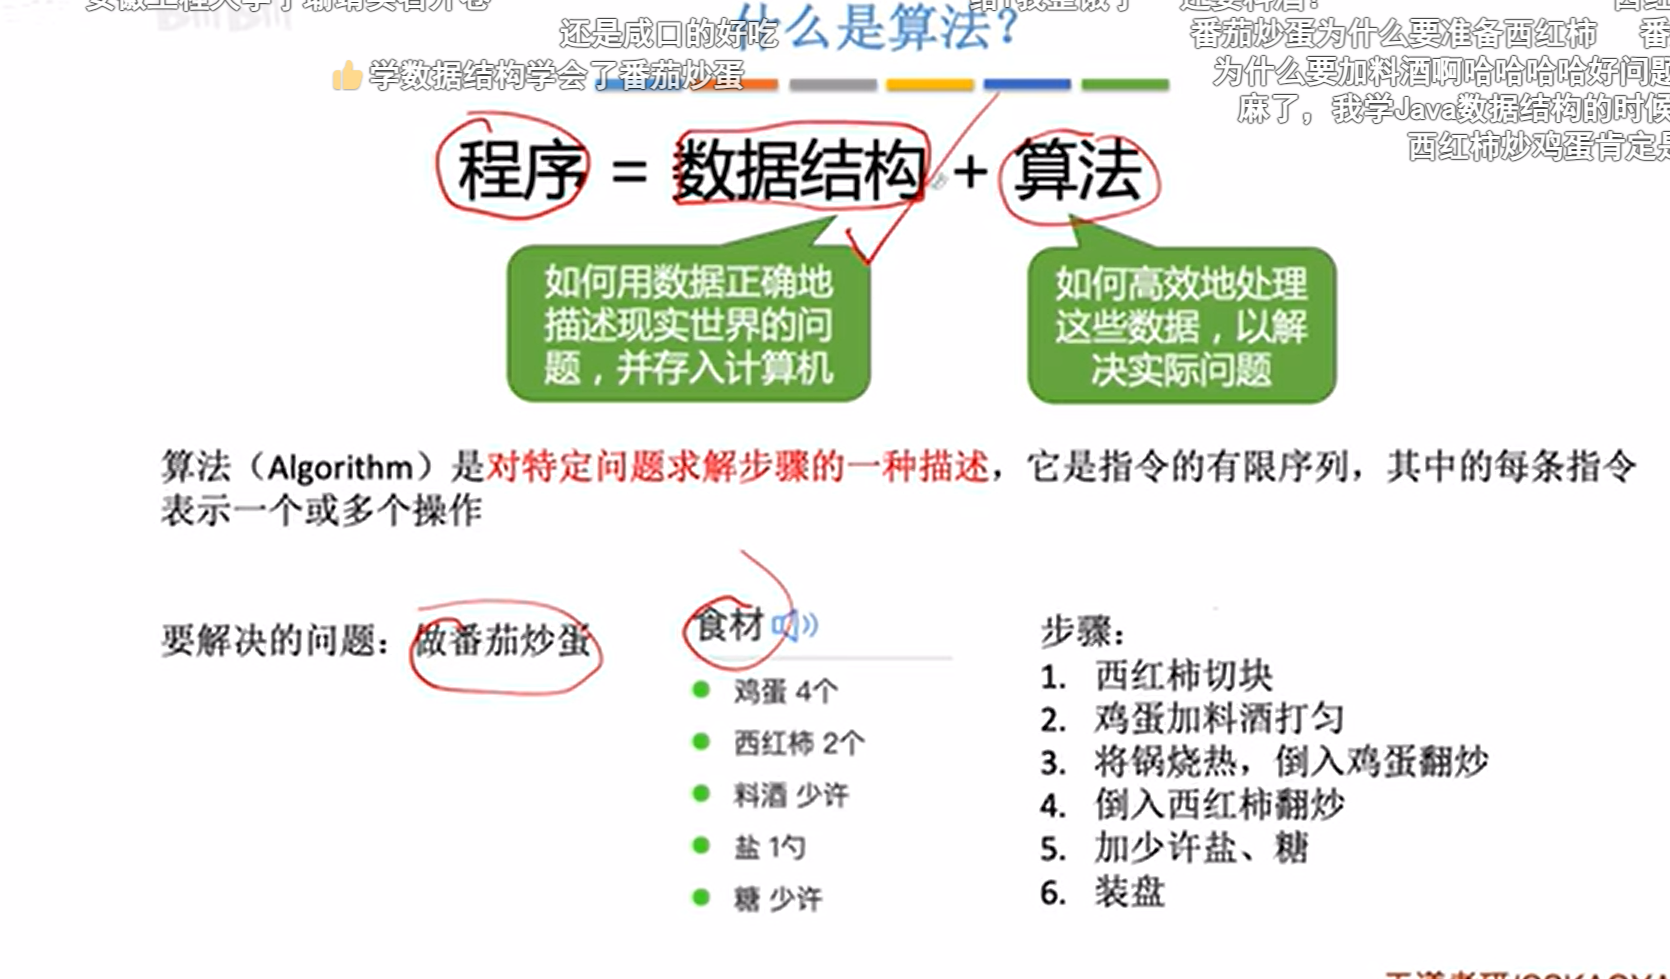 还是咸口的好吃
什么是算法?
番茄炒蛋为什么要准备西红柿
学数据结构学会了番茄炒蛋
为什么要加料酒啊哈哈哈哈好问题
麻了，我学Java数据结构的时候
西红柿炒鸡蛋肯定是
程序 = 数据结构 + 算法
如何用数据正确地
描述现实世界的问
题，并存入计算机
如何高效地处理
这些数据，以解
决实际问题
算法（Algorithm）是对特定问题求解步骤的一种描述，它是指令的有限序列，其中的每条指令
表示一个或多个操作
要解决的问题：做番茄炒蛋
食材
鸡蛋 4个
西红柿 2个
料酒 少许
盐 1勺
糖 少许
步骤：
1. 西红柿切块
2. 鸡蛋加料酒打匀
3. 将锅烧热，倒入鸡蛋翻炒
4. 倒入西红柿翻炒
5. 加少许盐、糖
6. 装盘